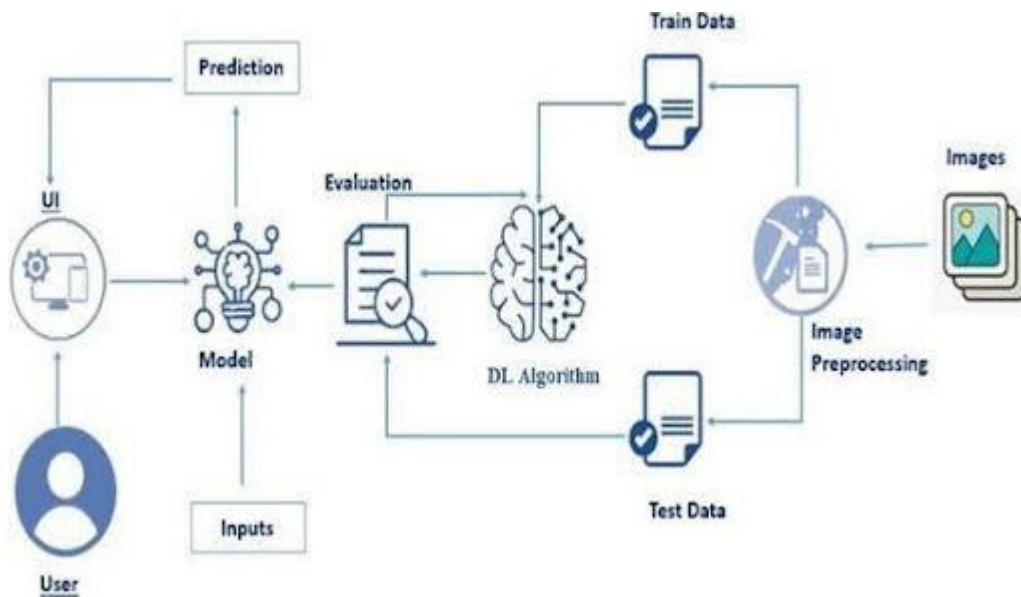 Train Data
Prediction
Images
Evaluation
UI
Image
Preprocessing
Model
DL Algorithm
Test Data
Inputs
User